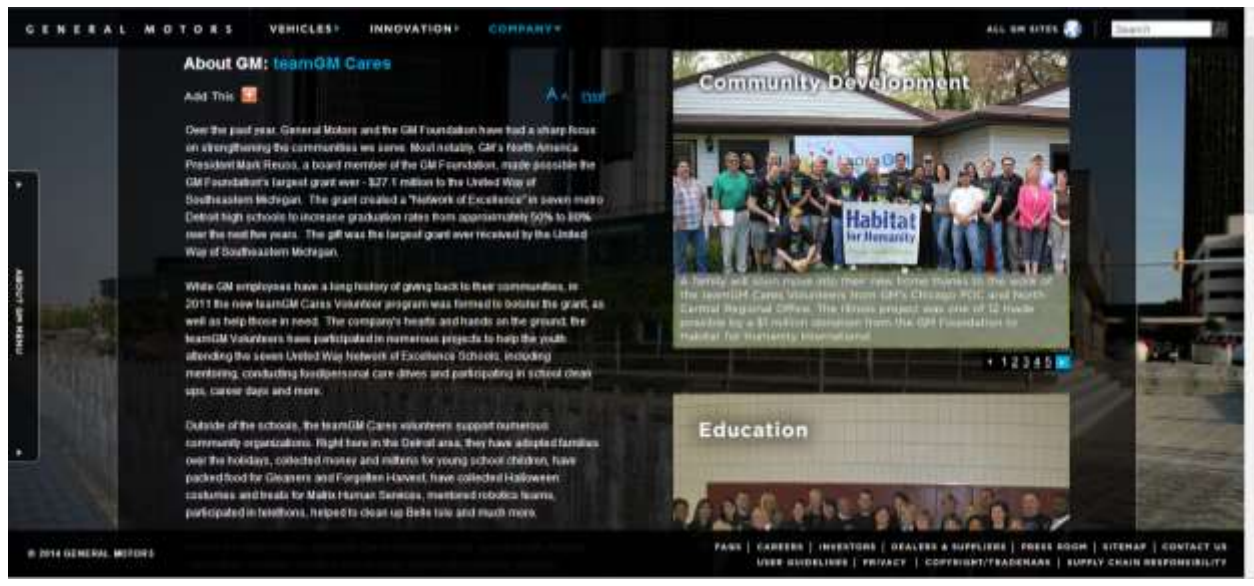 GENERAL MOTORS VEHICLES INNOVATION COMPANY ALL GM SITES Search
About GM: teamGM Cares
Add This
A A Print
Over the past year, General Motors and the GM Foundation have had a sharp focus
on strengthening the communities we serve. Most notably, GM's North America
President Mark Reuss, a board member of the GM Foundation, made possible the
GM Foundation's largest grant ever - $27.1 million to the United Way of
Southeastern Michigan. The grant created a "Network of Excellence" in seven metro
Detroit high schools to increase graduation rates from approximately 50% to 80%
over the next five years. The gift was the largest grant ever received by the United
Way of Southeastern Michigan.
While GM employees have a long history of giving back to their communities, in
2011 the new teamGM Cares Volunteer program was formed to bolster the grant, as
well as help those in need. The company's hearts and hands on the ground, the
teamGM Volunteers have participated in numerous projects to help the youth
attending the seven United Way Network of Excellence Schools, including
mentoring, conducting food/personal care drives and participating in school clean
ups, career days and more.
Outside of the schools, the teamGM Cares volunteers support numerous
community organizations. Right here in the Detroit area, they have adopted families
over the holidays, collected money and mittens for young school children, have
packed food for Gleaners and Forgotten Harvest, have collected Halloween
costumes and treats for Matrix Human Services, mentored robotics teams,
participated in telethons, helped to clean up Belle Isle and much more.
ABOUT GM MENU
Community Development
teamGM
Habitat
for Humanity
A family will soon move into their new home thanks to the work of
the teamGM Cares Volunteers from GM's Chicago PDC and North
Central Regional Office. The Illinois project was one of 12 made
possible by a $1 million donation from the GM Foundation to
Habitat for Humanity International.
1 2 3 4 5
Education
© 2014 GENERAL MOTORS
FAQS | CAREERS | INVESTORS | DEALERS & SUPPLIERS | PRESS ROOM | SITEMAP | CONTACT US
USER GUIDELINES | PRIVACY | COPYRIGHT/TRADEMARK | SUPPLY CHAIN RESPONSIBILITY